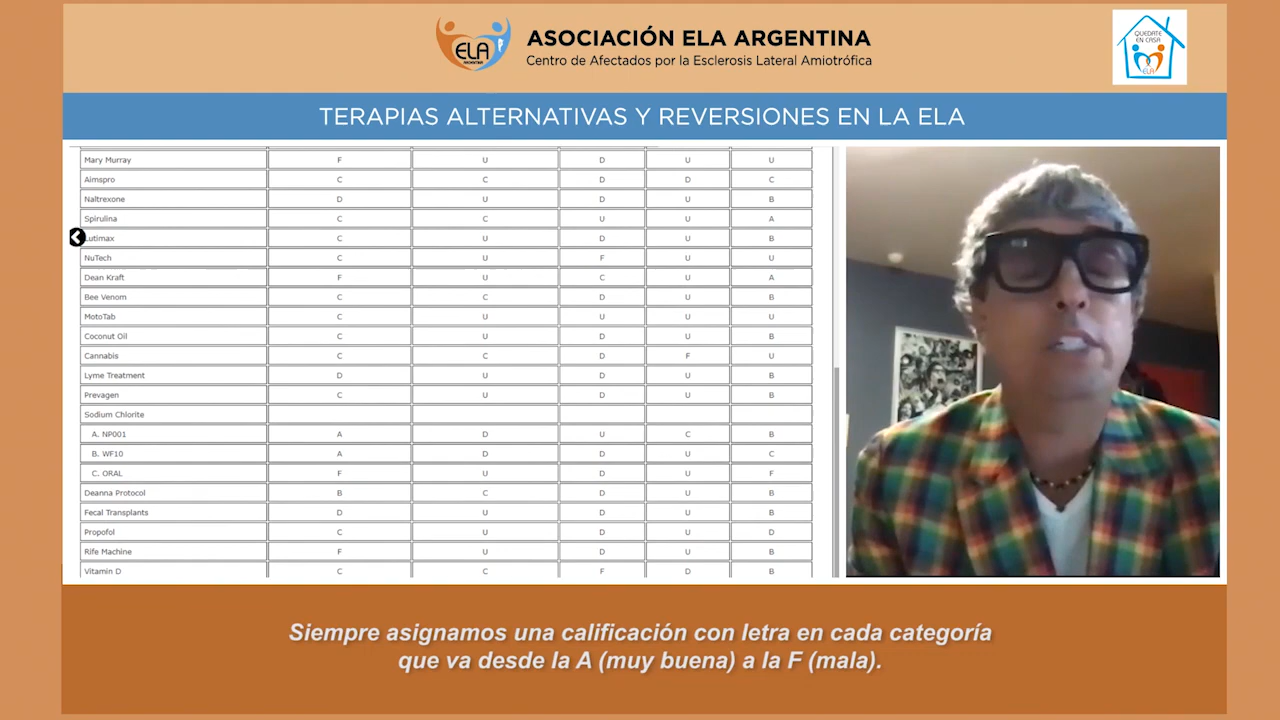 ELA
ARGENTINA
ASOCIACIÓN ELA ARGENTINA
Centro de Afectados por la Esclerosis Lateral Amiotrófica
QUEDATE
EN CASA
ELA
TERAPIAS ALTERNATIVAS Y REVERSIONES EN LA ELA
Mary Murray F U D U U
Aimspro C C D D C
Naltrexone D U D U B
Spirulina C C U U A
Lutimax C U D U B
NuTech C U F U U
Dean Kraft F U C U A
Bee Venom C C D U B
MotoTab C U U U U
Coconut Oil C U D U B
Cannabis C C D F U
Lyme Treatment D U D U B
Prevagen C U D U B
Sodium Chlorite
A. NP001 A D U C B
B. WF10 A D D U C
C. ORAL F U D U F
Deanna Protocol B C D U B
Fecal Transplants D U D U B
Propofol C U D U D
Rife Machine F U D U B
Vitamin D C C F D B
Siempre asignamos una calificación con letra en cada categoría
que va desde la A (muy buena) a la F (mala).